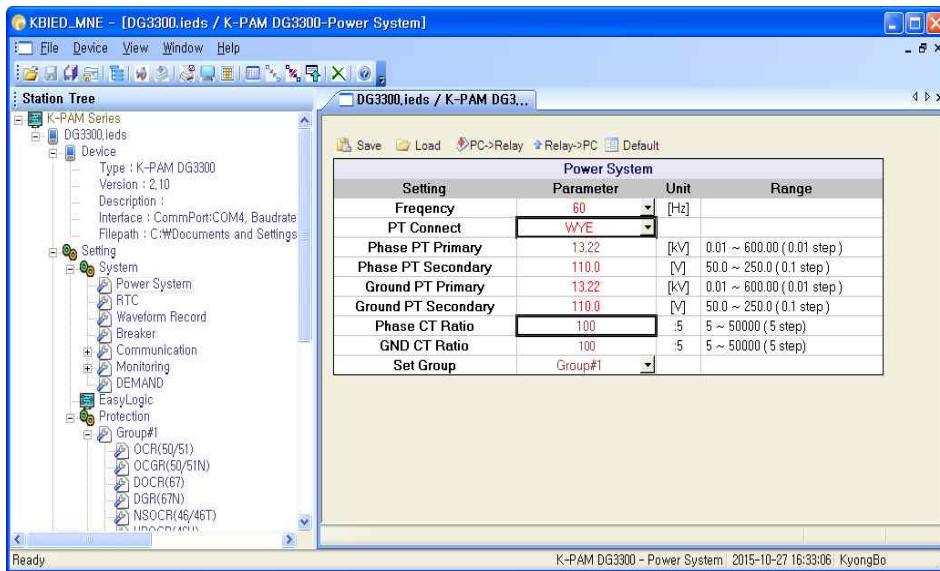 KBIED_MNE - [DG3300.ieds / K-PAM DG3300-Power System]
File Device View Window Help
Station Tree
DG3300.ieds / K-PAM DG3...
K-PAM Series
DG3300.ieds
Device
Type : K-PAM DG3300
Version : 2.10
Description :
Interface : CommPort:COM4, Baudrate
Filepath : C:\Documents and Settings
Setting
System
Power System
RTC
Waveform Record
Breaker
Communication
Monitoring
DEMAND
EasyLogic
Protection
Group#1
OCR(50/51)
OCGR(50/51N)
DOCR(67)
DGR(67N)
NSOCR(46/46T)
Save Load PC->Relay Relay->PC Default
Power System
Setting Parameter Unit Range
Freqency 60 [Hz]
PT Connect WYE
Phase PT Primary 13.22 [kV] 0.01 ~ 600.00 ( 0.01 step )
Phase PT Secondary 110.0 [V] 50.0 ~ 250.0 ( 0.1 step )
Ground PT Primary 13.22 [kV] 0.01 ~ 600.00 ( 0.01 step )
Ground PT Secondary 110.0 [V] 50.0 ~ 250.0 ( 0.1 step )
Phase CT Ratio 100 :5 5 ~ 50000 ( 5 step)
GND CT Ratio 100 :5 5 ~ 50000 ( 5 step)
Set Group Group#1
Ready K-PAM DG3300 - Power System 2015-10-27 16:33:06 KyongBo